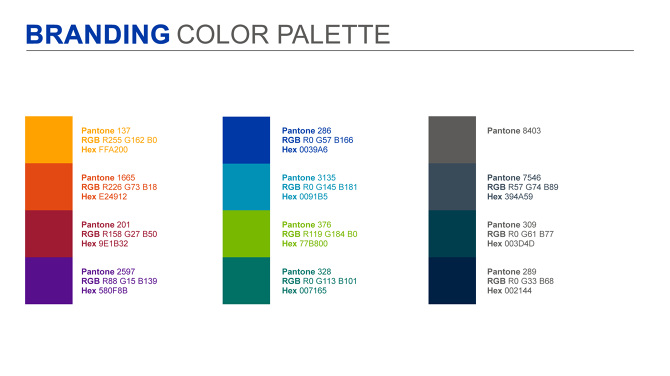 BRANDING COLOR PALETTE
Pantone 137
RGB R255 G162 B0
Hex FFA200
Pantone 1665
RGB R226 G73 B18
Hex E24912
Pantone 201
RGB R158 G27 B50
Hex 9E1B32
Pantone 2597
RGB R88 G15 B139
Hex 580F8B
Pantone 286
RGB R0 G57 B166
Hex 0039A6
Pantone 3135
RGB R0 G145 B181
Hex 0091B5
Pantone 376
RGB R119 G184 B0
Hex 77B800
Pantone 328
RGB R0 G113 B101
Hex 007165
Pantone 8403
Pantone 7546
RGB R57 G74 B89
Hex 394A59
Pantone 309
RGB R0 G61 B77
Hex 003D4D
Pantone 289
RGB R0 G33 B68
Hex 002144